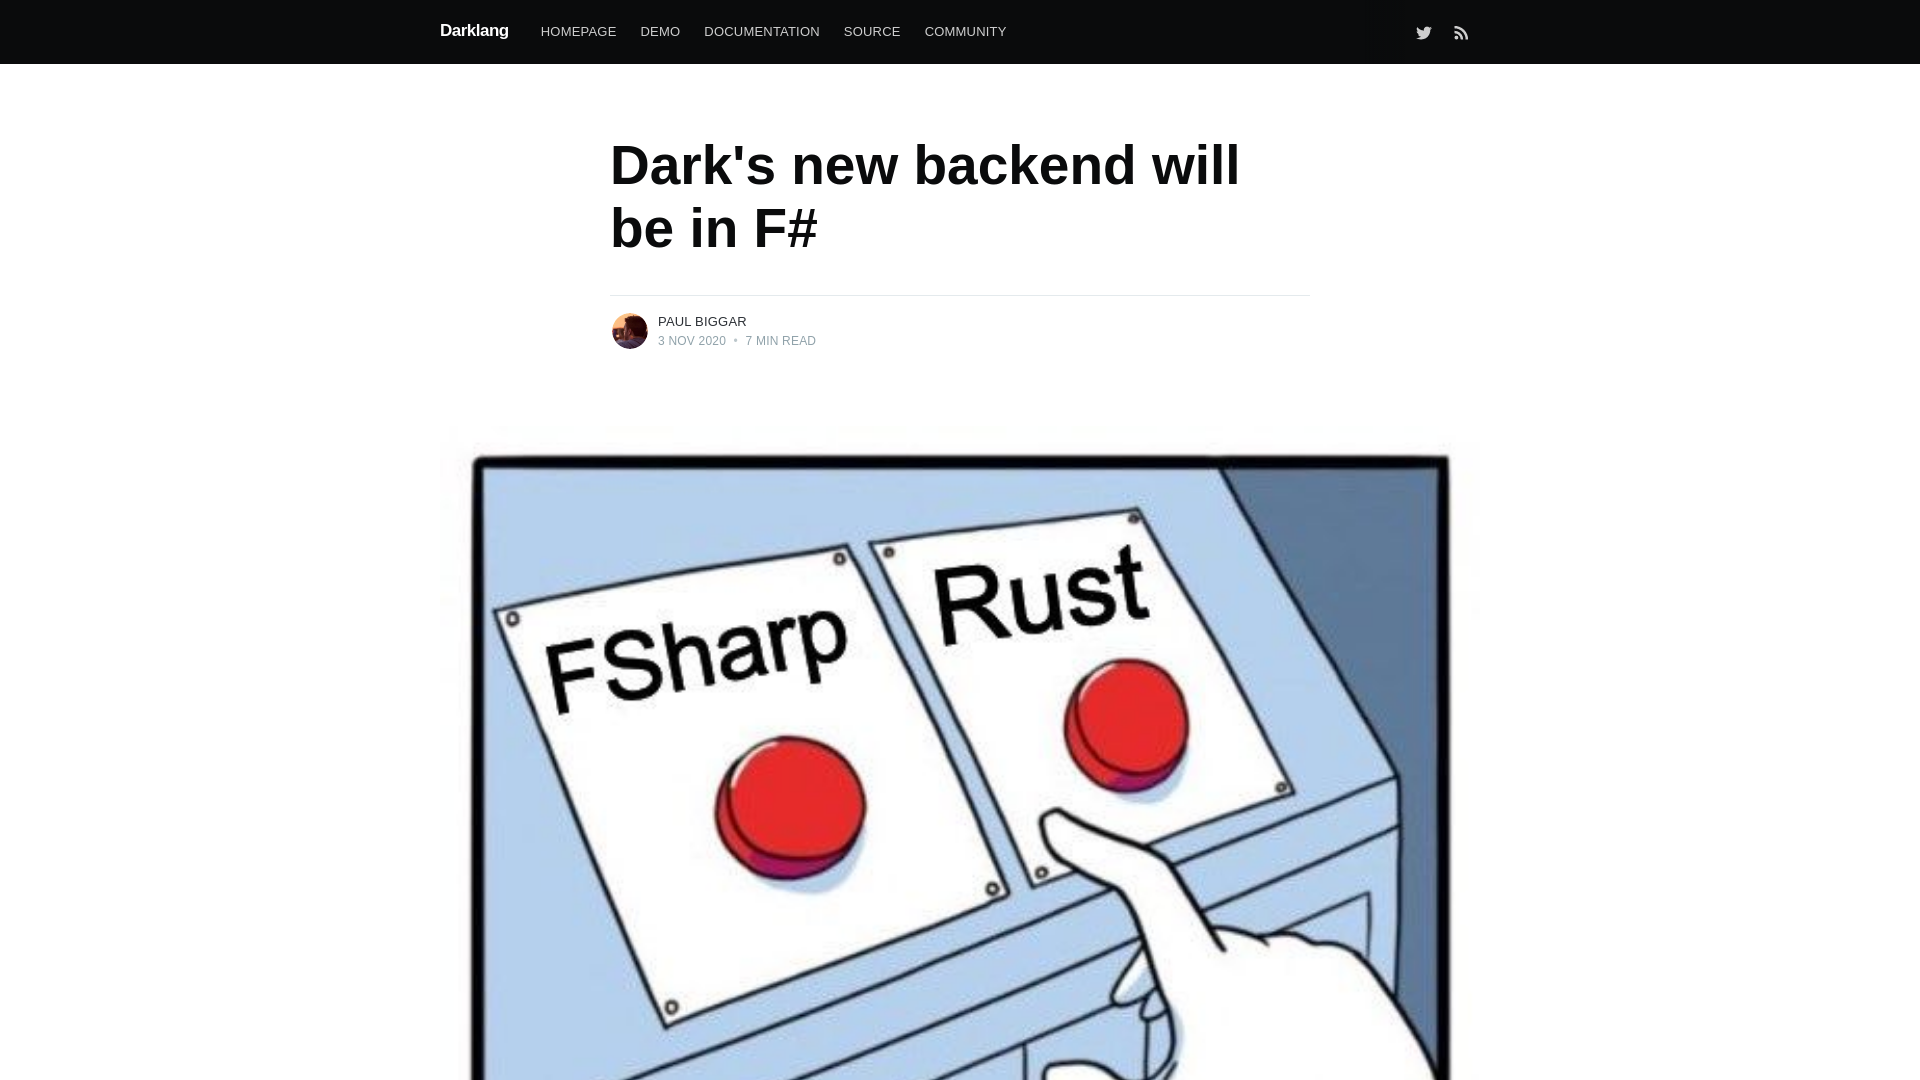 Darklang HOMEPAGE DEMO DOCUMENTATION SOURCE COMMUNITY
Dark's new backend will
be in F#
PAUL BIGGAR
3 NOV 2020 • 7 MIN READ
FSharp
Rust